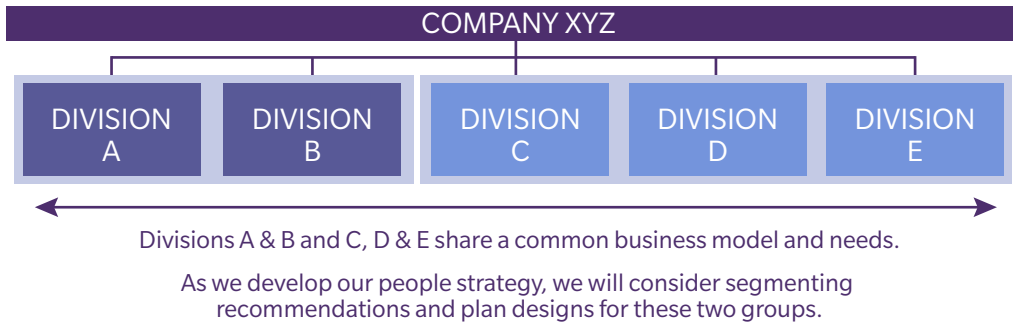 COMPANY XYZ
DIVISION
A
DIVISION
B
DIVISION
C
DIVISION
D
DIVISION
E
Divisions A & B and C, D & E share a common business model and needs.
As we develop our people strategy, we will consider segmenting
recommendations and plan designs for these two groups.